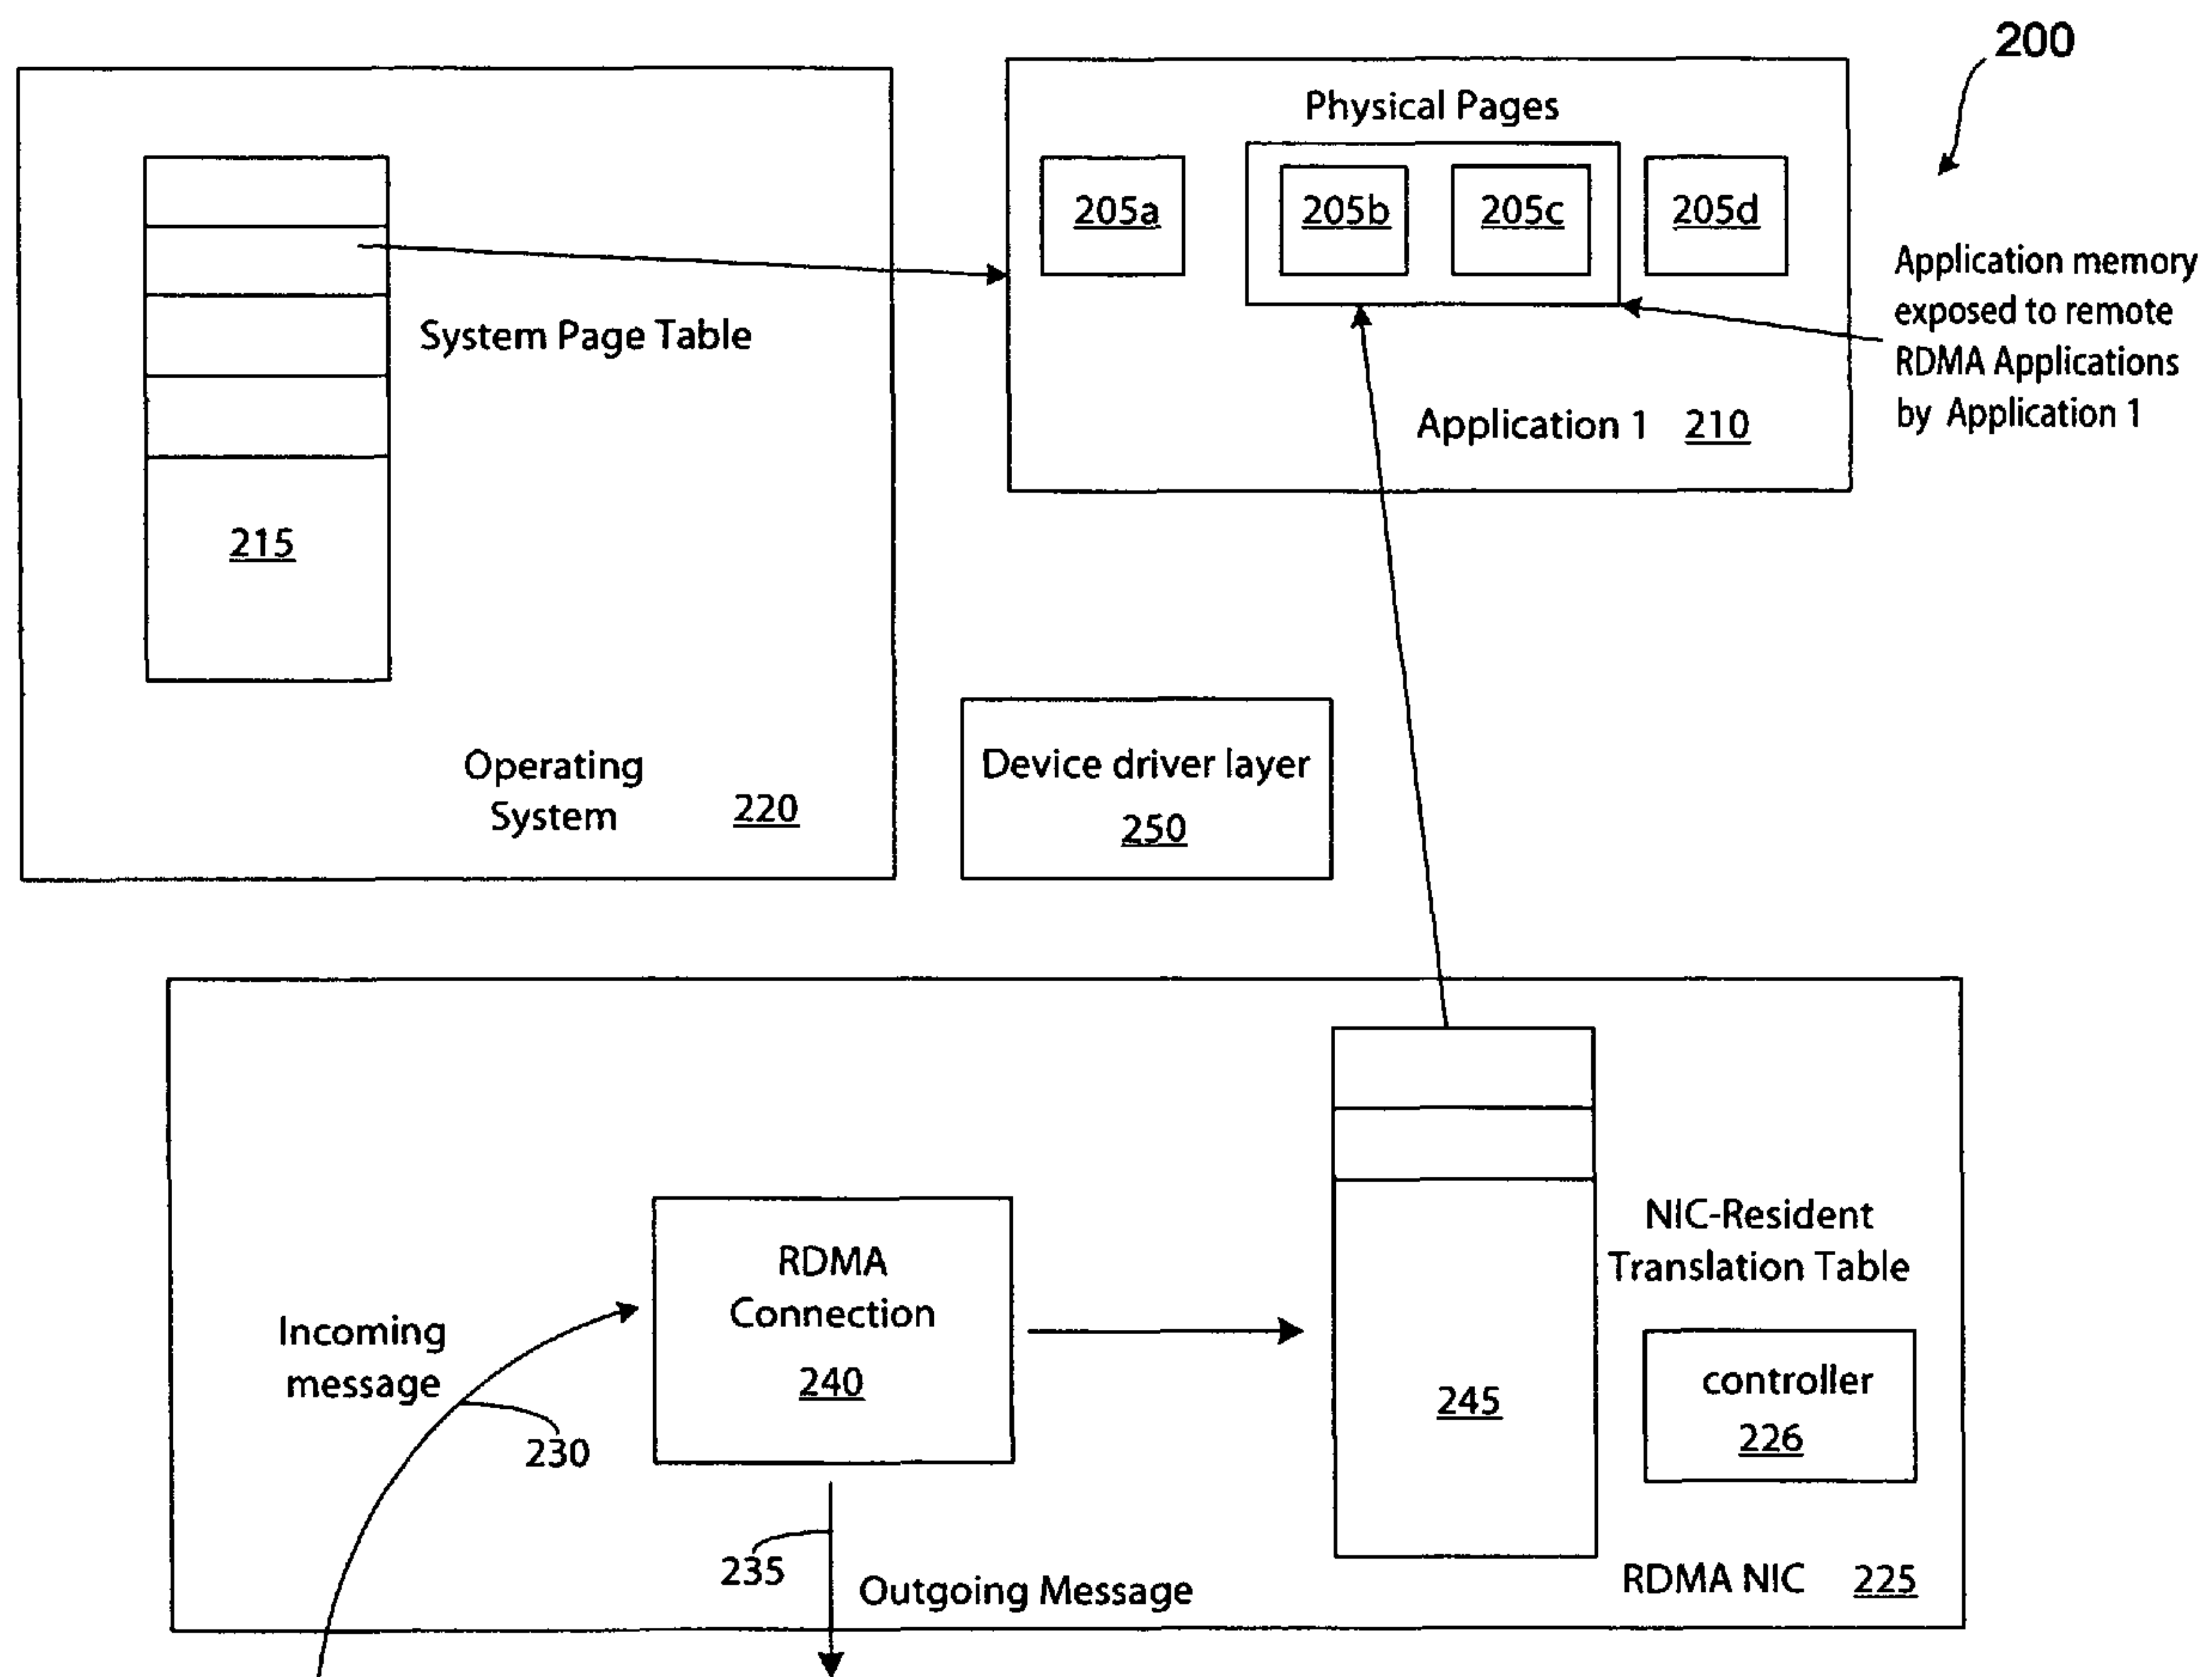 200
Physical Pages
205a
205b
205c
205d
Application memory
exposed to remote
RDMA Applications
by Application 1
System Page Table
Application 1 210
215
Operating
System
220
Device driver layer
250
NIC-Resident
Translation Table
RDMA
Connection
240
Incoming
message
230
245
controller
226
235
Outgoing Message
RDMA NIC 225